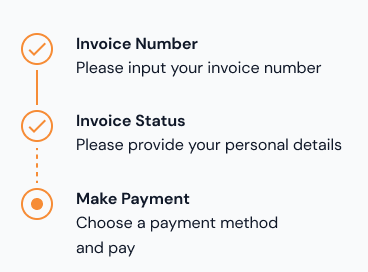 Invoice Number
Please input your invoice number
Invoice Status
Please provide your personal details
Make Payment
Choose a payment method
and pay